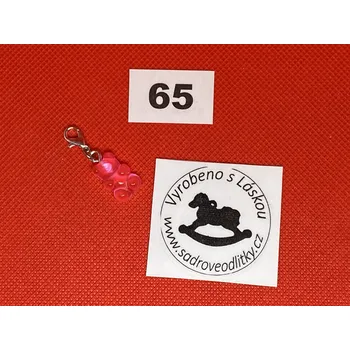 65
Vyrobeno s Láskou
www.sadroveodlitky.cz